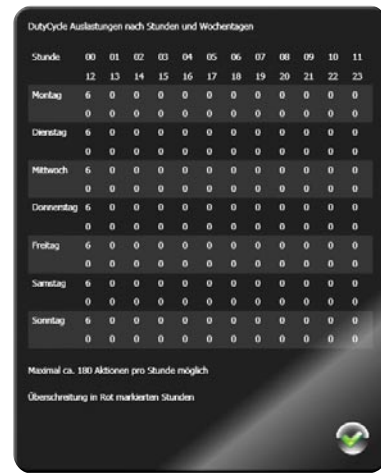 DutyCycle Auslastungen nach Stunden und Wochentagen
Stunde 00 01 02 03 04 05 06 07 08 09 10 11
12 13 14 15 16 17 18 19 20 21 22 23
Montag 6 0 0 0 0 0 0 0 0 0 0 0
0 0 0 0 0 0 0 0 0 0 0 0
Dienstag 6 0 0 0 0 0 0 0 0 0 0 0
0 0 0 0 0 0 0 0 0 0 0 0
Mittwoch 6 0 0 0 0 0 0 0 0 0 0 0
0 0 0 0 0 0 0 0 0 0 0 0
Donnerstag 6 0 0 0 0 0 0 0 0 0 0 0
0 0 0 0 0 0 0 0 0 0 0 0
Freitag 6 0 0 0 0 0 0 0 0 0 0 0
0 0 0 0 0 0 0 0 0 0 0 0
Samstag 6 0 0 0 0 0 0 0 0 0 0 0
0 0 0 0 0 0 0 0 0 0 0 0
Sonntag 6 0 0 0 0 0 0 0 0 0 0 0
0 0 0 0 0 0 0 0 0 0 0 0
Maximal ca. 180 Aktionen pro Stunde möglich
Überschreitung in Rot markierten Stunden